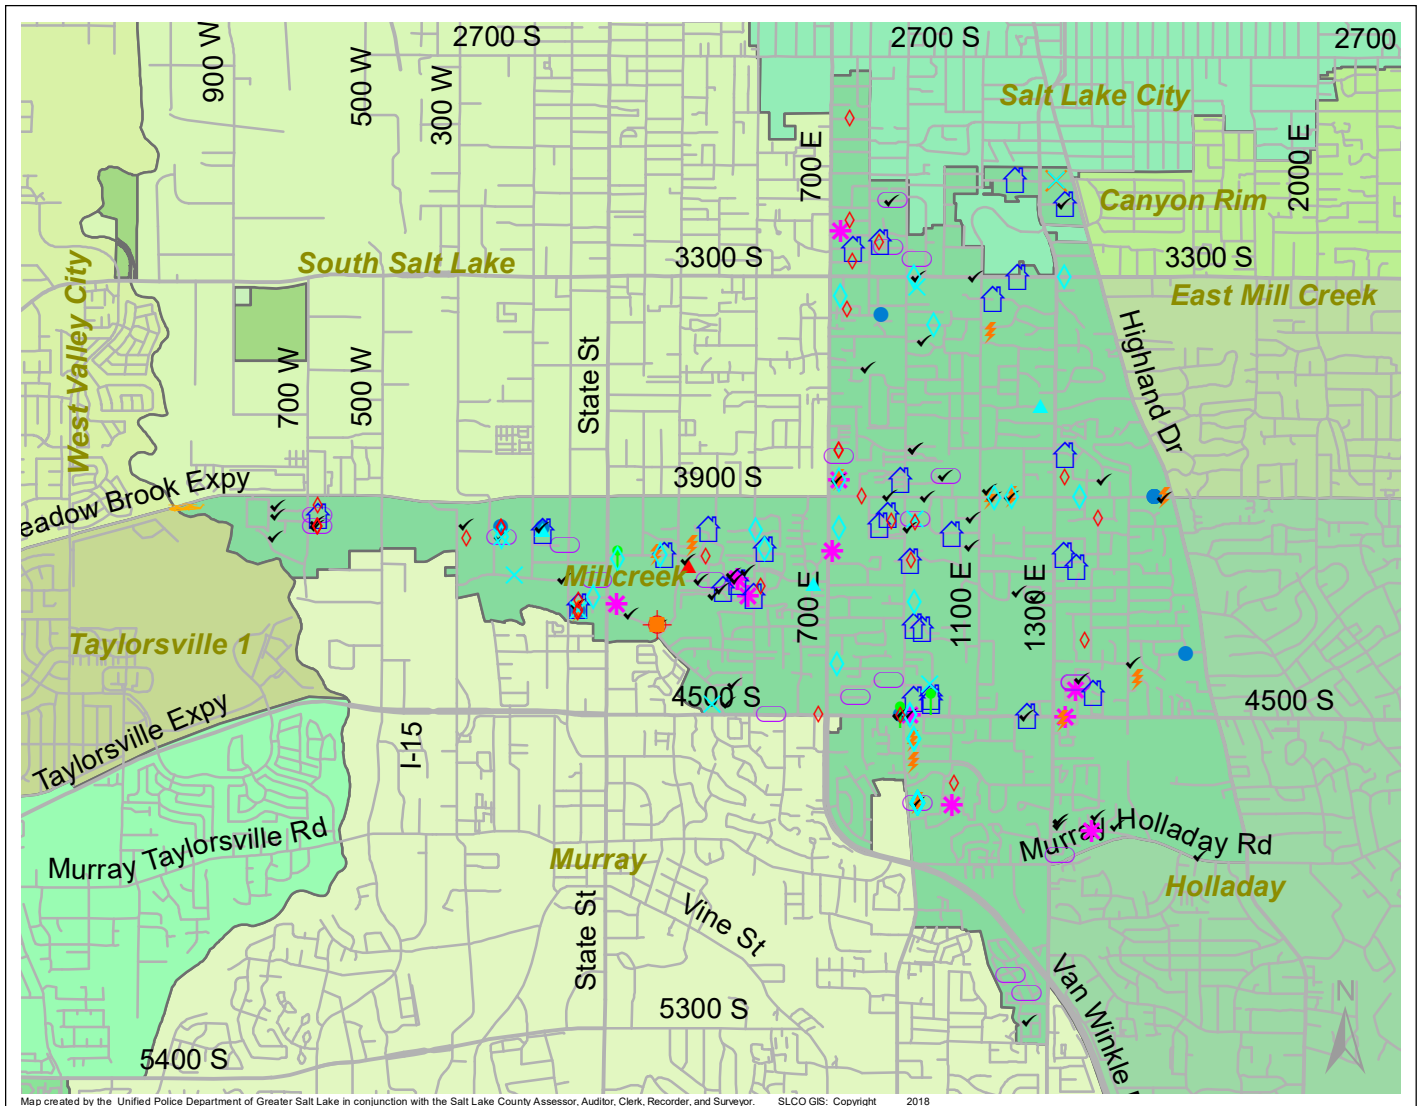 2700 S
2700 S
2700
900 W
500 W
300 W
Salt Lake City
700 E
2000 E
Canyon Rim
3300 S
3300 S
South Salt Lake
West Valley City
East Mill Creek
Highland Dr
State St
700 W
500 W
3900 S
eadow Brook Expy
Millcreek
700 E
1100 E
1300 E
Taylorsville 1
4500 S
4500 S
Taylorsville Expy
I-15
Murray Taylorsville Rd
Murray Holladay Rd
Murray
Holladay
State St
Vine St
Van Winkle
N
5300 S
5400 S
Map created by the Unified Police Department of Greater Salt Lake in conjunction with the Salt Lake County Assessor, Auditor, Clerk, Recorder, and Surveyor. SLCO GIS: Copyright 2018